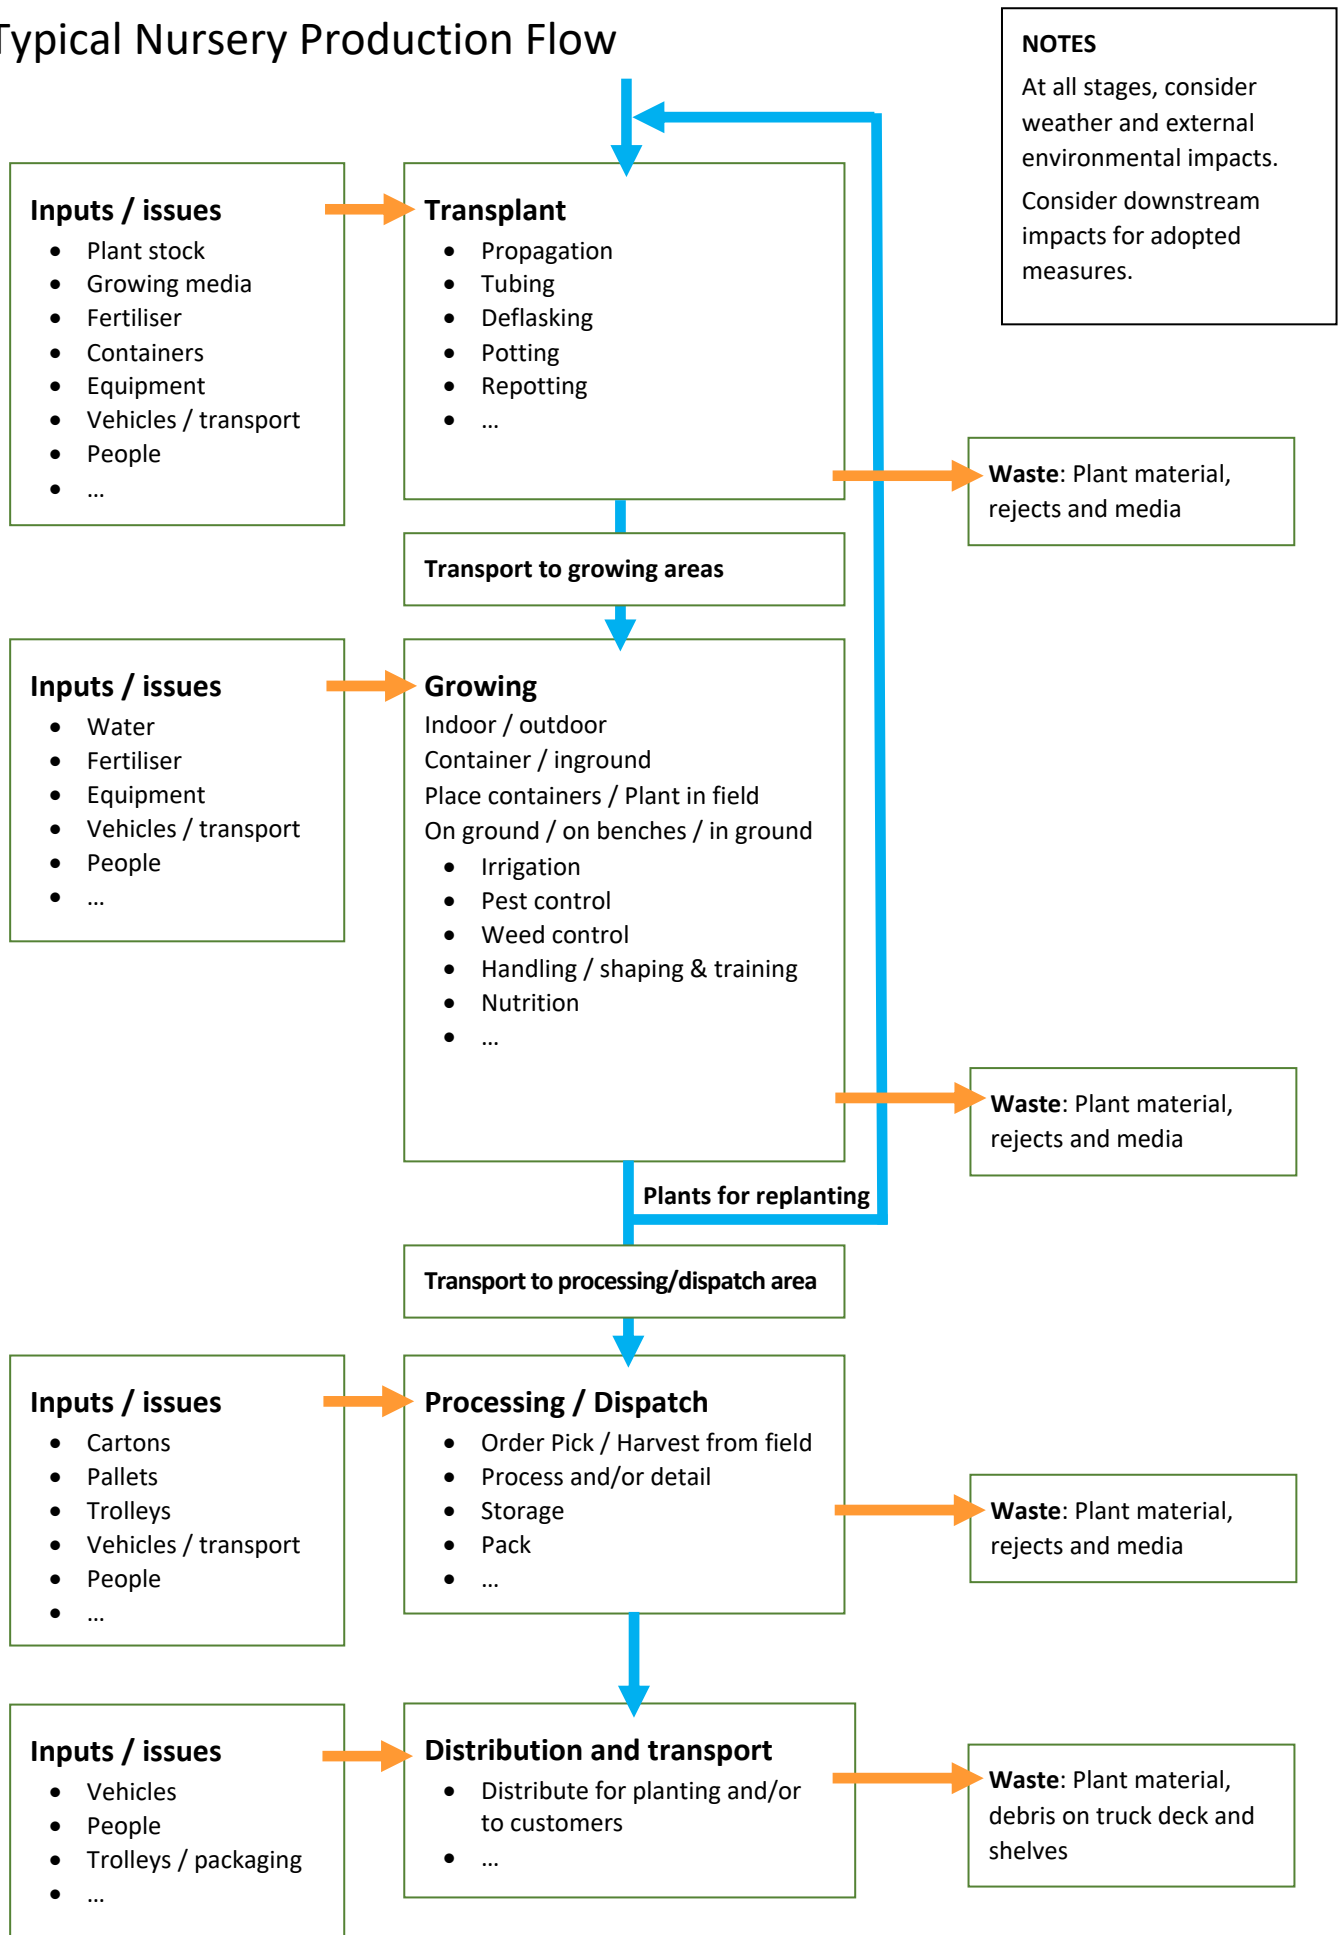 Typical Nursery Production Flow
NOTES
At all stages, consider
weather and external
environmental impacts.
Consider downstream
impacts for adopted
measures.
Inputs / issues
• Plant stock
• Growing media
• Fertiliser
• Containers
• Equipment
• Vehicles / transport
• People
• ...
Transplant
• Propagation
• Tubing
• Deflasking
• Potting
• Repotting
• ...
Waste: Plant material,
rejects and media
Transport to growing areas
Inputs / issues
• Water
• Fertiliser
• Equipment
• Vehicles / transport
• People
• ...
Growing
Indoor / outdoor
Container / inground
Place containers / Plant in field
On ground / on benches / in ground
• Irrigation
• Pest control
• Weed control
• Handling / shaping & training
• Nutrition
• ...
Waste: Plant material,
rejects and media
Plants for replanting
Transport to processing/dispatch area
Inputs / issues
• Cartons
• Pallets
• Trolleys
• Vehicles / transport
• People
• ...
Processing / Dispatch
• Order Pick / Harvest from field
• Process and/or detail
• Storage
• Pack
• ...
Waste: Plant material,
rejects and media
Inputs / issues
• Vehicles
• People
• Trolleys / packaging
• ...
Distribution and transport
• Distribute for planting and/or
to customers
• ...
Waste: Plant material,
debris on truck deck and
shelves